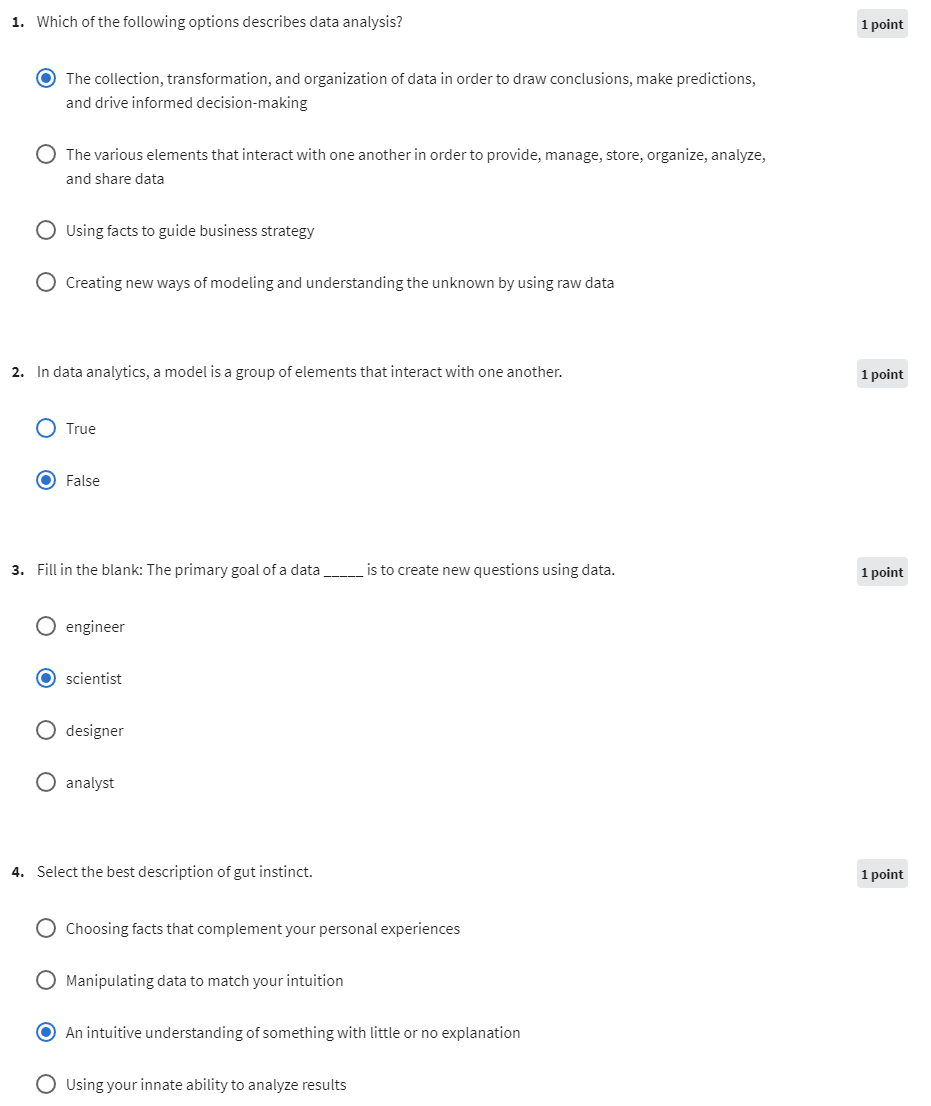 1. Which of the following options describes data analysis?
1 point
The collection, transformation, and organization of data in order to draw conclusions, make predictions,
and drive informed decision-making
The various elements that interact with one another in order to provide, manage, store, organize, analyze,
and share data
Using facts to guide business strategy
Creating new ways of modeling and understanding the unknown by using raw data
2. In data analytics, a model is a group of elements that interact with one another.
1 point
True
False
3. Fill in the blank: The primary goal of a data _____ is to create new questions using data.
1 point
engineer
scientist
designer
analyst
4. Select the best description of gut instinct.
1 point
Choosing facts that complement your personal experiences
Manipulating data to match your intuition
An intuitive understanding of something with little or no explanation
Using your innate ability to analyze results